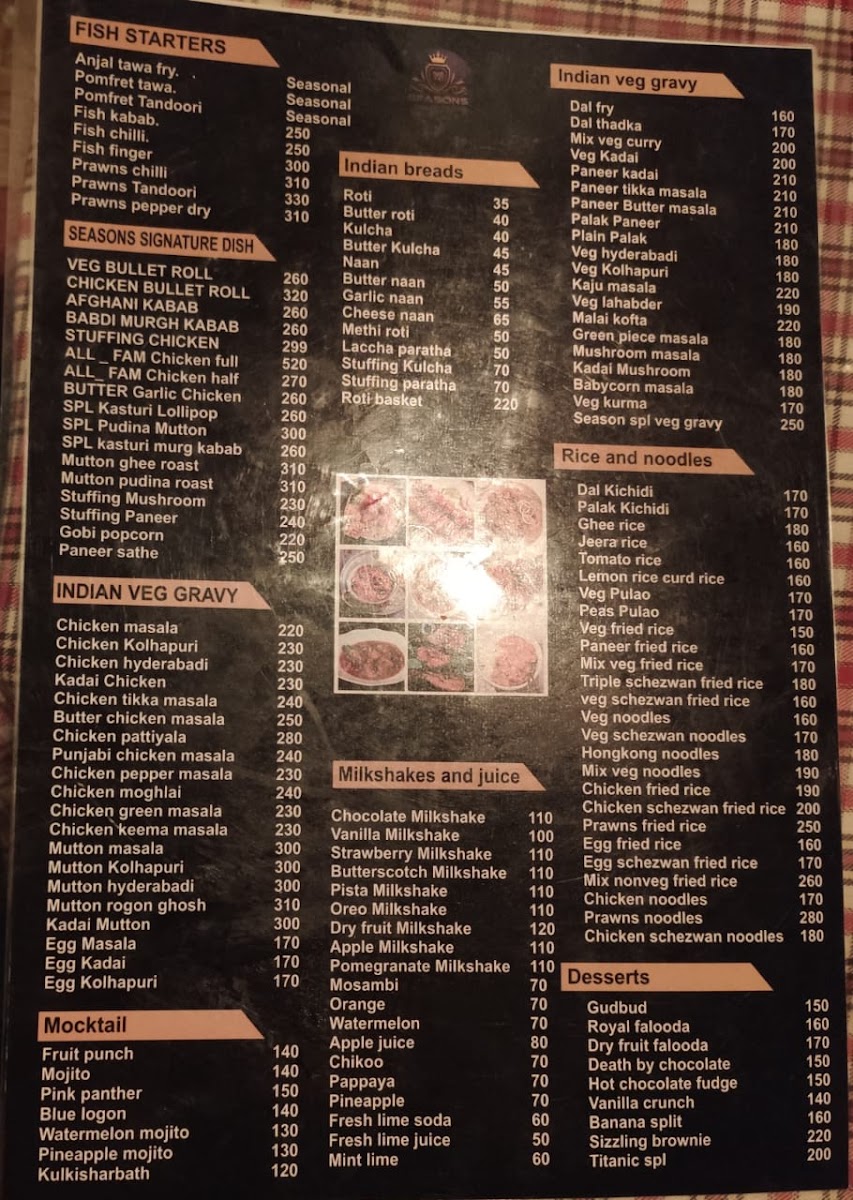 SEASONS
FISH STARTERS
Anjal tawa fry. Seasonal
Pomfret tawa. Seasonal
Pomfret Tandoori Seasonal
Fish kabab. 250
Fish chilli. 250
Fish finger 300
Prawns chilli 310
Prawns Tandoori 330
Prawns pepper dry 310
SEASONS SIGNATURE DISH
VEG BULLET ROLL 260
CHICKEN BULLET ROLL 320
AFGHANI KABAB 260
BABDI MURGH KABAB 260
STUFFING CHICKEN 299
ALL _ FAM Chicken full 520
ALL_ FAM Chicken half 270
BUTTER Garlic Chicken 260
SPL Kasturi Lollipop 260
SPL Pudina Mutton 300
SPL kasturi murg kabab 260
Mutton ghee roast 310
Mutton pudina roast 310
Stuffing Mushroom 230
Stuffing Paneer 240
Gobi popcorn 220
Paneer sathe 250
INDIAN VEG GRAVY
Chicken masala 220
Chicken Kolhapuri 230
Chicken hyderabadi 230
Kadai Chicken 230
Chicken tikka masala 240
Butter chicken masala 250
Chicken pattiyala 280
Punjabi chicken masala 240
Chicken pepper masala 230
Chicken moghlai 240
Chicken green masala 230
Chicken keema masala 230
Mutton masala 300
Mutton Kolhapuri 300
Mutton hyderabadi 300
Mutton rogon ghosh 310
Kadai Mutton 300
Egg Masala 170
Egg Kadai 170
Egg Kolhapuri 170
Mocktail
Fruit punch 140
Mojito 140
Pink panther 150
Blue logon 140
Watermelon mojito 130
Pineapple mojito 130
Kulkisharbath 120
Indian breads
Roti 35
Butter roti 40
Kulcha 40
Butter Kulcha 45
Naan 45
Butter naan 50
Garlic naan 55
Cheese naan 65
Methi roti 50
Laccha paratha 50
Stuffing Kulcha 70
Stuffing paratha 70
Roti basket 220
Milkshakes and juice
Chocolate Milkshake 110
Vanilla Milkshake 100
Strawberry Milkshake 110
Butterscotch Milkshake 110
Pista Milkshake 110
Oreo Milkshake 110
Dry fruit Milkshake 120
Apple Milkshake 110
Pomegranate Milkshake 110
Mosambi 70
Orange 70
Watermelon 70
Apple juice 80
Chikoo 70
Pappaya 70
Pineapple 70
Fresh lime soda 60
Fresh lime juice 50
Mint lime 60
Indian veg gravy
Dal fry 160
Dal thadka 170
Mix veg curry 200
Veg Kadai 200
Paneer kadai 210
Paneer tikka masala 210
Paneer Butter masala 210
Palak Paneer 210
Plain Palak 180
Veg hyderabadi 180
Veg Kolhapuri 180
Kaju masala 220
Veg lahabder 190
Malai kofta 220
Green piece masala 180
Mushroom masala 180
Kadai Mushroom 180
Babycorn masala 180
Veg kurma 170
Season spl veg gravy 250
Rice and noodles
Dal Kichidi 170
Palak Kichidi 170
Ghee rice 180
Jeera rice 160
Tomato rice 160
Lemon rice curd rice 160
Veg Pulao 170
Peas Pulao 170
Veg fried rice 150
Paneer fried rice 160
Mix veg fried rice 170
Triple schezwan fried rice 180
veg schezwan fried rice 160
Veg noodles 160
Veg schezwan noodles 170
Hongkong noodles 180
Mix veg noodles 190
Chicken fried rice 190
Chicken schezwan fried rice 200
Prawns fried rice 250
Egg fried rice 160
Egg schezwan fried rice 170
Mix nonveg fried rice 260
Chicken noodles 170
Prawns noodles 280
Chicken schezwan noodles 180
Desserts
Gudbud 150
Royal falooda 160
Dry fruit falooda 170
Death by chocolate 150
Hot chocolate fudge 150
Vanilla crunch 140
Banana split 160
Sizzling brownie 220
Titanic spl 200